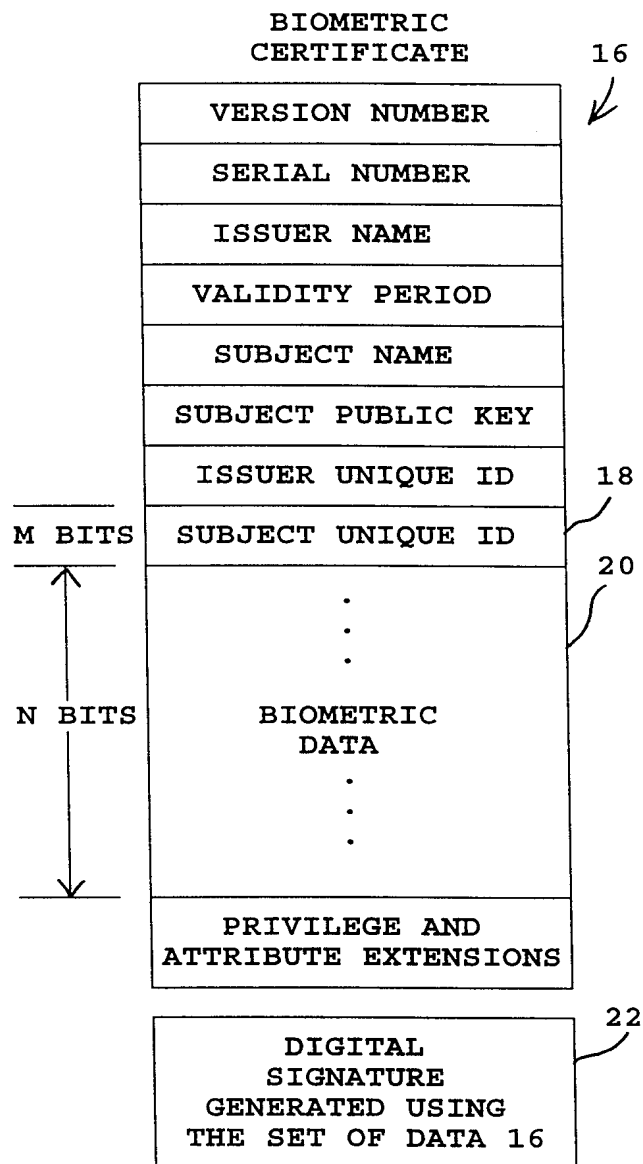 BIOMETRIC
CERTIFICATE
16
VERSION NUMBER
SERIAL NUMBER
ISSUER NAME
VALIDITY PERIOD
SUBJECT NAME
SUBJECT PUBLIC KEY
ISSUER UNIQUE ID
18
M BITS
SUBJECT UNIQUE ID
20
N BITS
BIOMETRIC
DATA
PRIVILEGE AND
ATTRIBUTE EXTENSIONS
22
DIGITAL
SIGNATURE
GENERATED USING
THE SET OF DATA 16